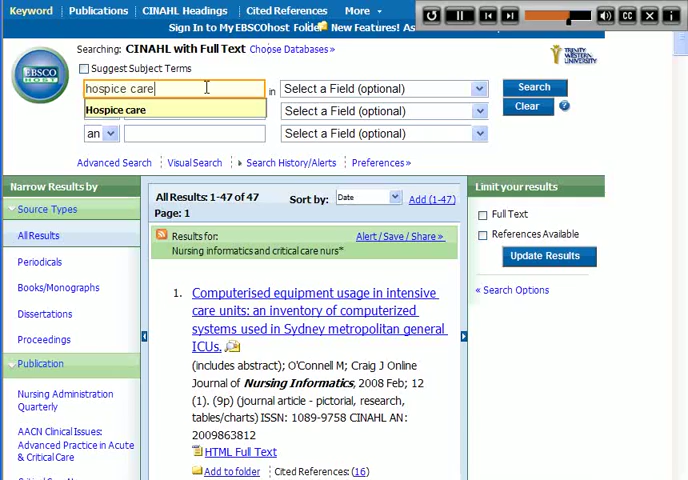 Keyword Publications CINAHL Headings Cited References More
Sign In to My EBSCOhost Folder New Features! As
CC
Searching: CINAHL with Full Text Choose Databases »
EBSCO
HOST
TRINITY
WESTERN
UNIVERSITY
Suggest Subject Terms
hospice care in Select a Field (optional) Search
Hospice care Select a Field (optional) Clear
an Select a Field (optional)
Advanced Search Visual Search Search History/Alerts Preferences »
Narrow Results by
Source Types
All Results
Periodicals
Books/Monographs
Dissertations
Proceedings
Publication
Nursing Administration
Quarterly
AACN Clinical Issues:
Advanced Practice in Acute
& Critical Care
All Results: 1-47 of 47 Sort by: Date Add (1-47)
Page: 1
Results for: Alert / Save / Share »
Nursing informatics and critical care nurs*
1. Computerised equipment usage in intensive
care units: an inventory of computerized
systems used in Sydney metropolitan general
ICUs.
(includes abstract); O'Connell M; Craig J Online
Journal of Nursing Informatics, 2008 Feb; 12
(1). (9p) (journal article - pictorial, research,
tables/charts) ISSN: 1089-9758 CINAHL AN:
2009863812
HTML Full Text
Add to folder Cited References: (16)
Limit your results
Full Text
References Available
Update Results
« Search Options